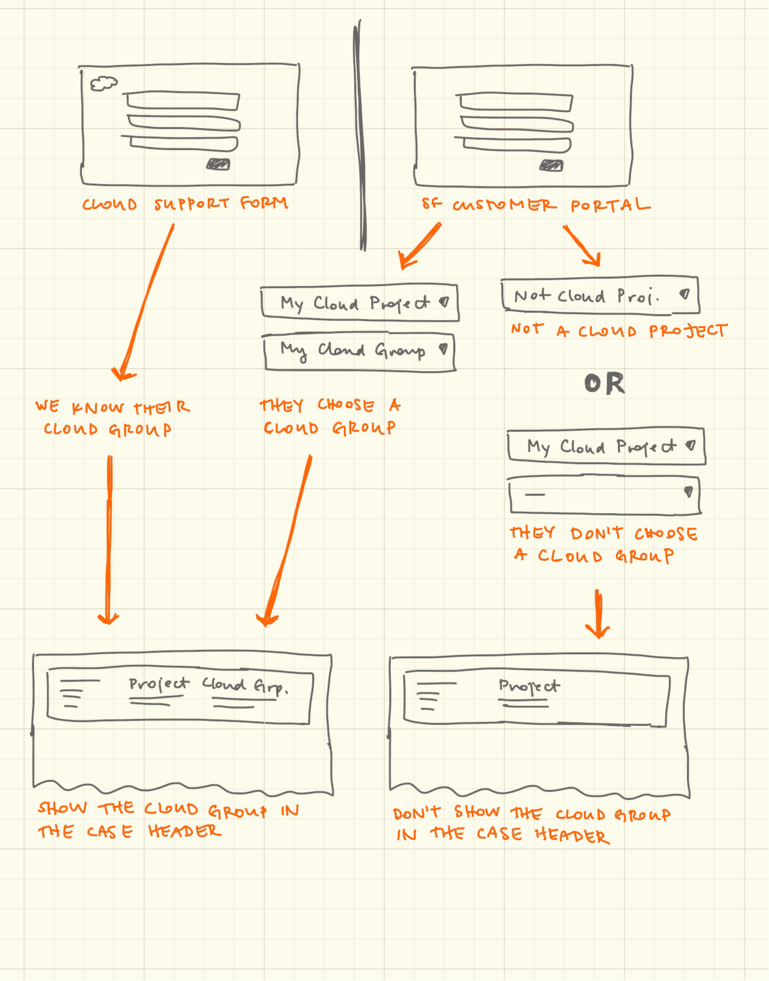 CLOUD SUPPORT FORM
SF CUSTOMER PORTAL
My Cloud Project
My Cloud Group
Not Cloud Proj.
NOT A CLOUD PROJECT
OR
WE KNOW THEIR
CLOUD GROUP
THEY CHOOSE A
CLOUD GROUP
My Cloud Project
—
THEY DON'T CHOOSE
A CLOUD GROUP
Project Cloud Grp.
SHOW THE CLOUD GROUP IN
THE CASE HEADER
Project
DON'T SHOW THE CLOUD GROUP
IN THE CASE HEADER